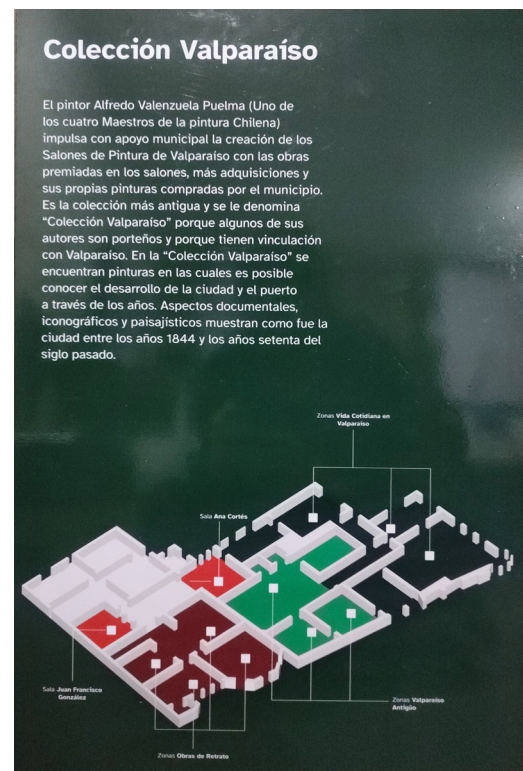 Colección Valparaíso
El pintor Alfredo Valenzuela Puelma (Uno de
los cuatro Maestros de la pintura Chilena)
impulsa con apoyo municipal la creación de los
Salones de Pintura de Valparaíso con las obras
premiadas en los salones, más adquisiciones y
sus propias pinturas compradas por el municipio.
Es la colección más antigua y se le denomina
“Colección Valparaíso” porque algunos de sus
autores son porteños y porque tienen vinculación
con Valparaíso. En la “Colección Valparaíso” se
encuentran pinturas en las cuales es posible
conocer el desarrollo de la ciudad y el puerto
a través de los años. Aspectos documentales,
iconográficos y paisajísticos muestran como fue la
ciudad entre los años 1844 y los años setenta del
siglo pasado.
Zonas Vida Cotidiana en
Valparaíso
Sala Ana Cortés
Sala Juan Francisco
González
Zonas Valparaíso
Antigüo
Zonas Obras de Retrato